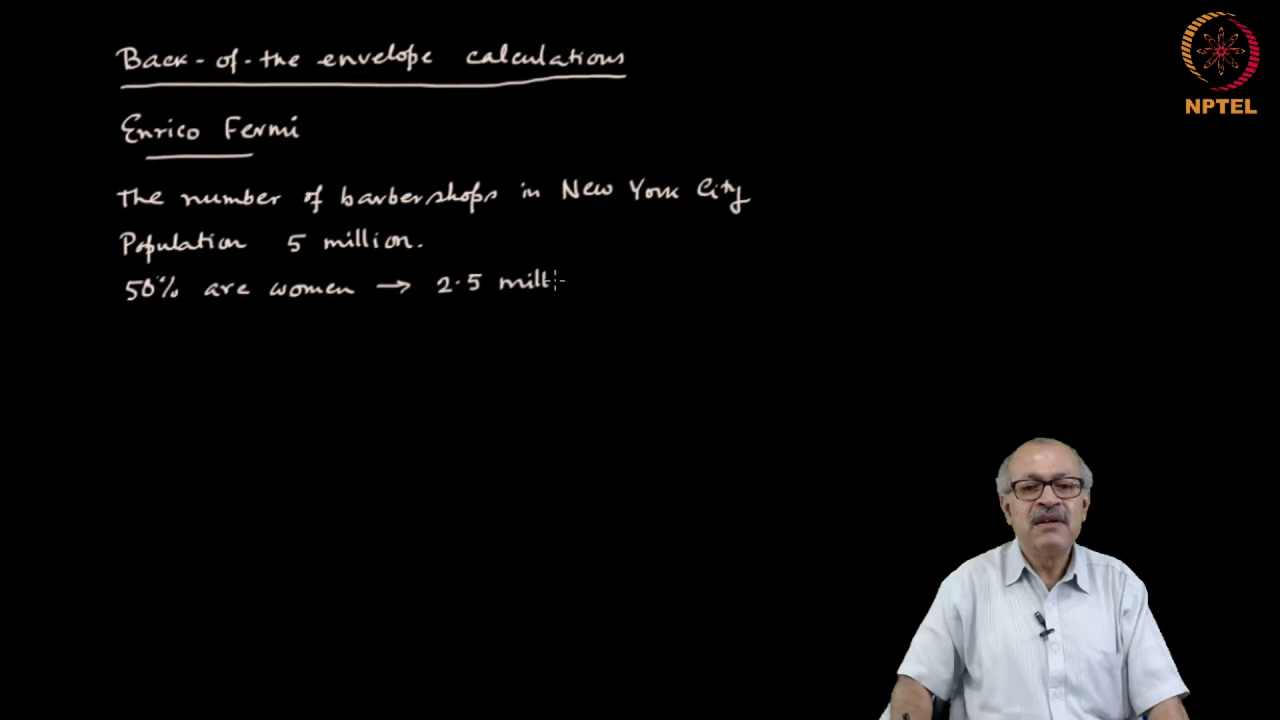 Back-of-the envelope calculations
NPTEL
Enrico Fermi
The number of barbershops in New York City
Population 5 million.
50% are women → 2.5 mill